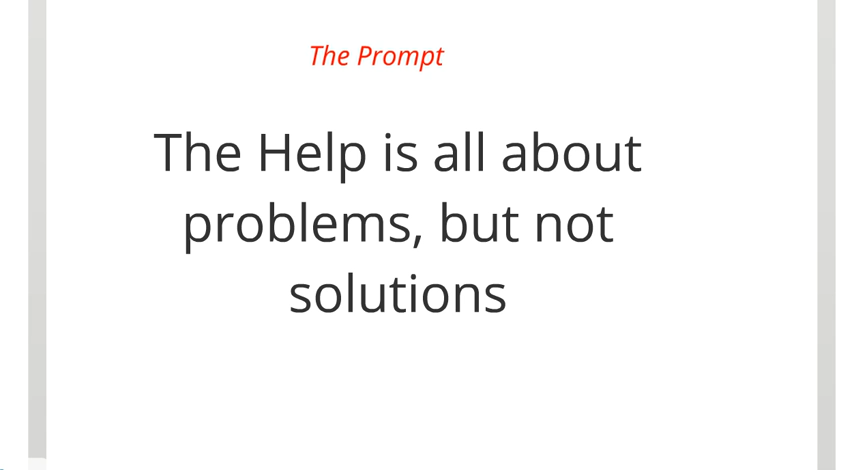 The Prompt
The Help is all about
problems, but not
solutions